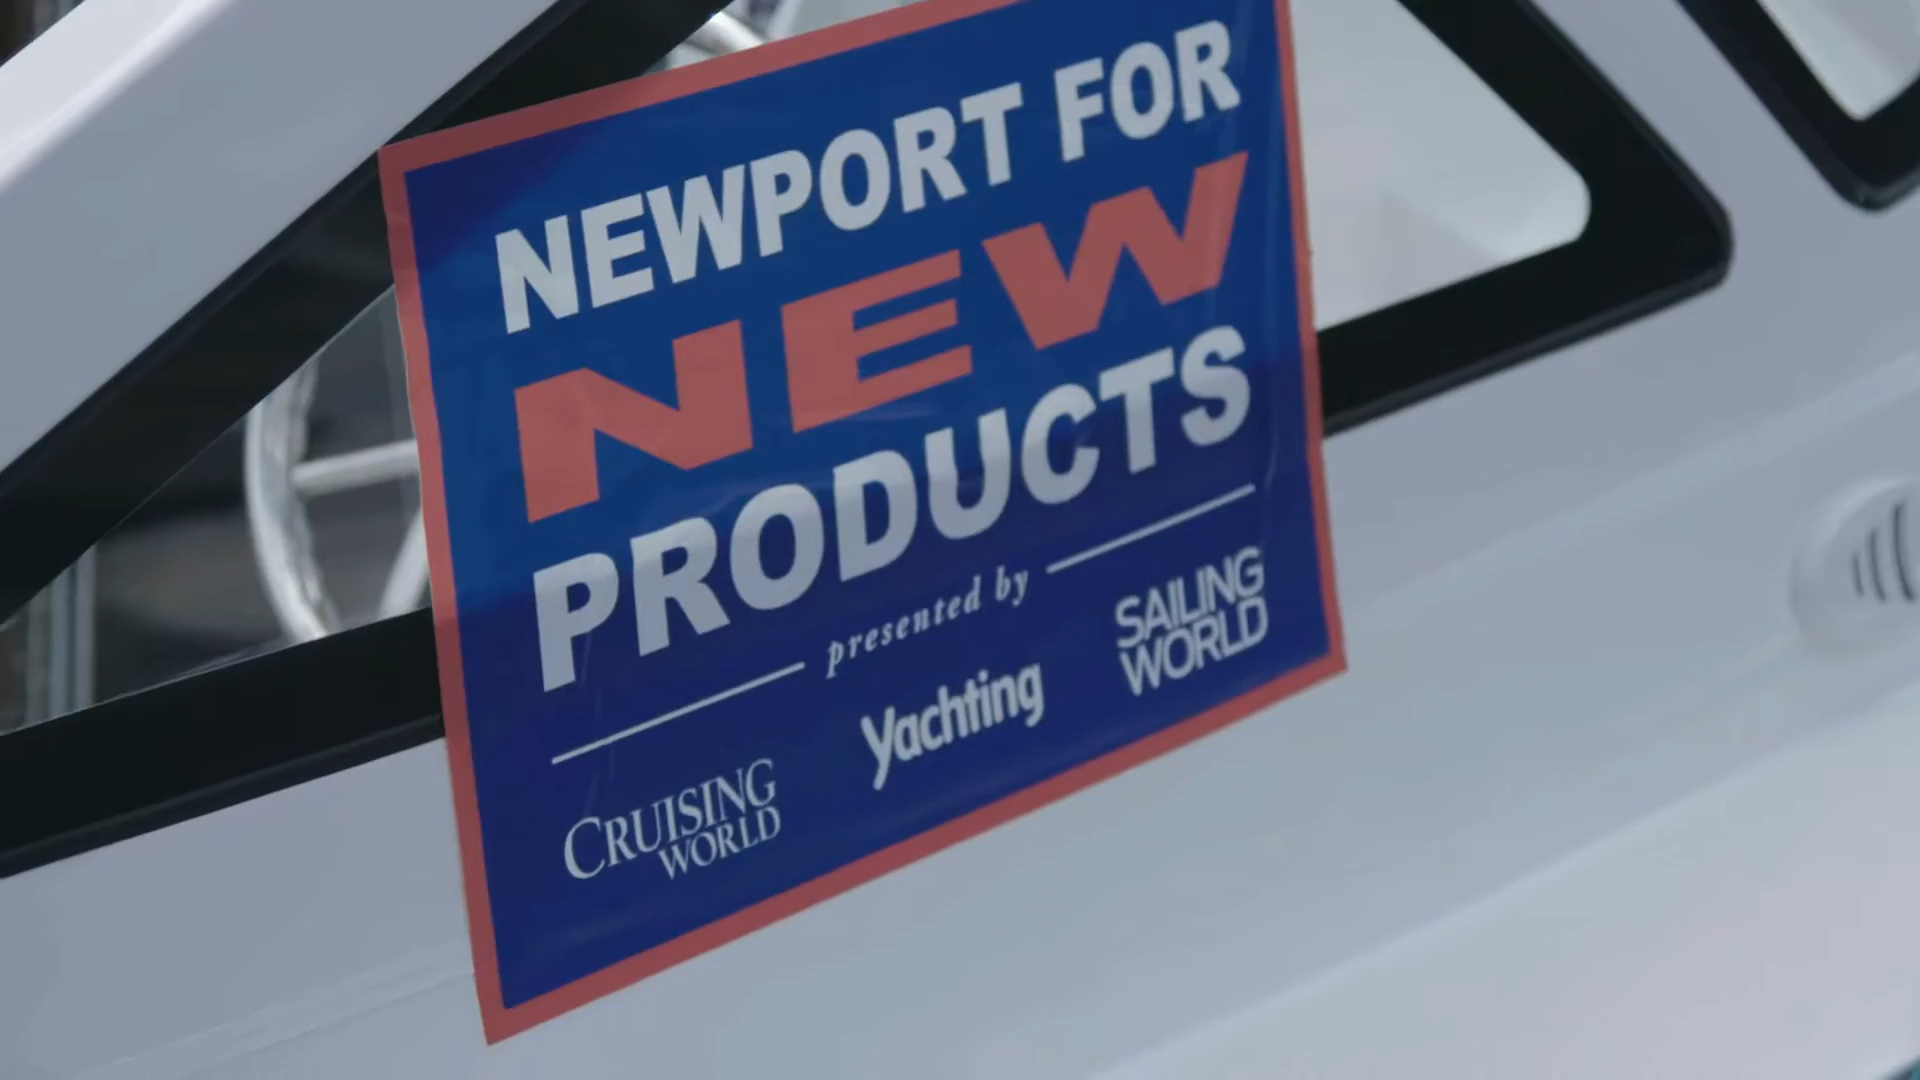 NEWPORT FOR
NEW
PRODUCTS
presented by
CRUISING
WORLD
Yachting
SAILING
WORLD